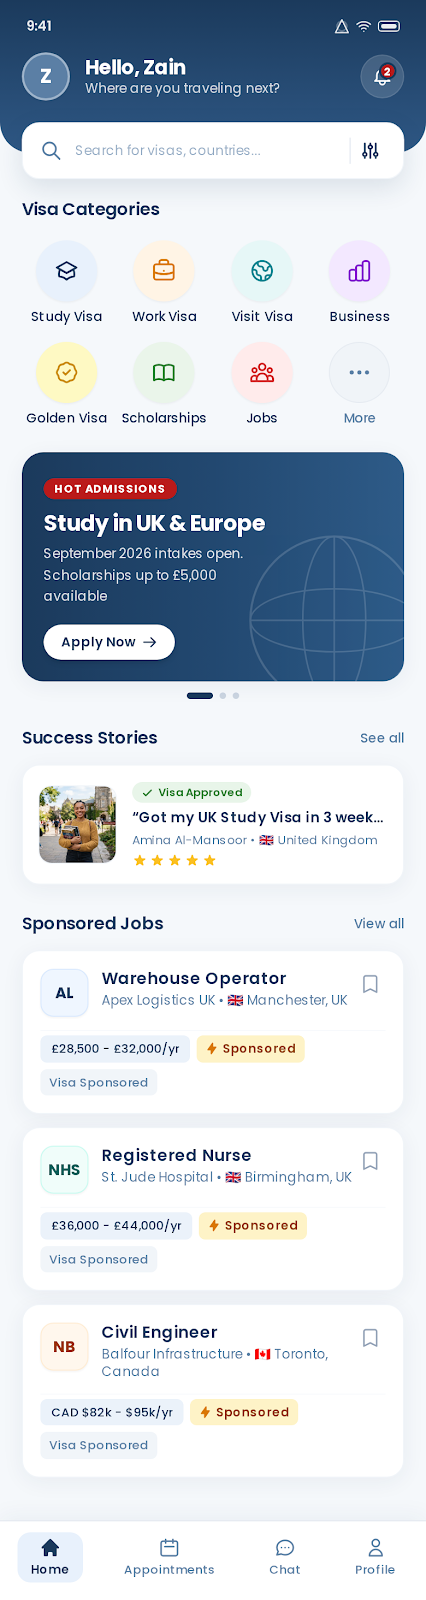 9:41
Z
Hello, Zain
Where are you traveling next?
2
Search for visas, countries...
Visa Categories
Study Visa
Work Visa
Visit Visa
Business
Golden Visa
Scholarships
Jobs
More
HOT ADMISSIONS
Study in UK & Europe
September 2026 intakes open.
Scholarships up to £5,000
available
Apply Now →
Success Stories
See all
Visa Approved
“Got my UK Study Visa in 3 week...
Amina Al-Mansoor • 🇬🇧 United Kingdom
Sponsored Jobs
View all
AL
Warehouse Operator
Apex Logistics UK • 🇬🇧 Manchester, UK
£28,500 - £32,000/yr
Sponsored
Visa Sponsored
NHS
Registered Nurse
St. Jude Hospital • 🇬🇧 Birmingham, UK
£36,000 - £44,000/yr
Sponsored
Visa Sponsored
NB
Civil Engineer
Balfour Infrastructure • 🇨🇦 Toronto,
Canada
CAD $82k - $95k/yr
Sponsored
Visa Sponsored
Home
Appointments
Chat
Profile